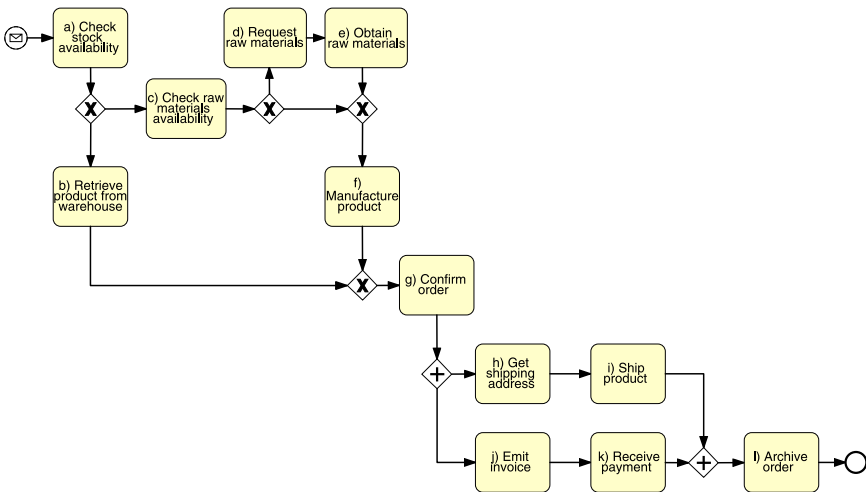 a) Check
stock
availability
d) Request
raw materials
e) Obtain
raw materials
c) Check raw
materials
availability
b) Retrieve
product from
warehouse
f)
Manufacture
product
g) Confirm
order
h) Get
shipping
address
i) Ship
product
j) Emit
invoice
k) Receive
payment
l) Archive
order